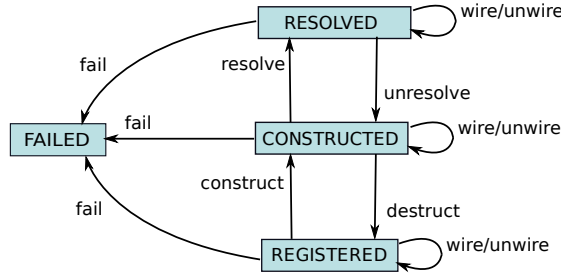 RESOLVED
wire/unwire
fail
resolve
unresolve
FAILED
fail
CONSTRUCTED
wire/unwire
construct
fail
destruct
REGISTERED
wire/unwire